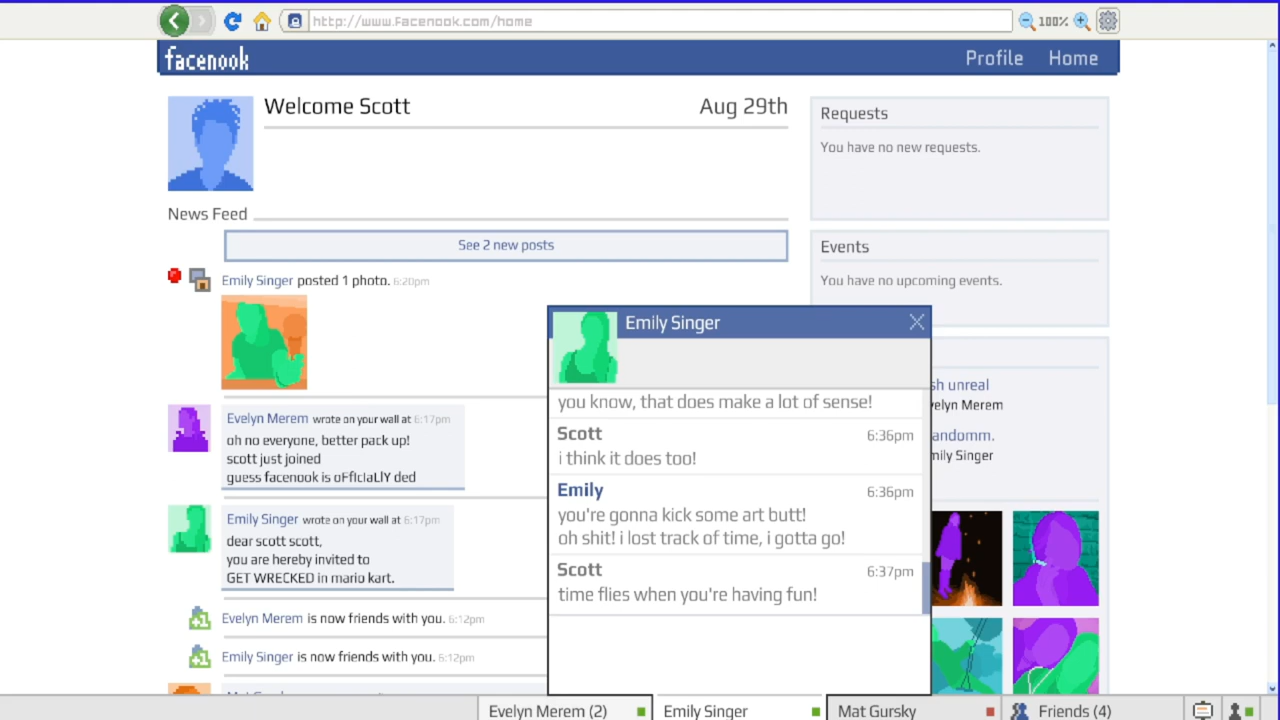 http://www.Facenook.com/home
100%
facenook
Profile Home
Welcome Scott
Aug 29th
News Feed
See 2 new posts
Emily Singer posted 1 photo. 6:20pm
Evelyn Merem wrote on your wall at 6:17pm
oh no everyone, better pack up!
scott just joined
guess facenook is oFfIcIaLlY ded
Emily Singer wrote on your wall at 6:17pm
dear scott scott,
you are hereby invited to
GET WRECKED in mario kart.
+1
Evelyn Merem is now friends with you. 6:12pm
+1
Emily Singer is now friends with you. 6:12pm
Requests
You have no new requests.
Events
You have no upcoming events.
sh unreal
velyn Merem
andomm.
mily Singer
Emily Singer
you know, that does make a lot of sense!
Scott 6:36pm
i think it does too!
Emily 6:36pm
you're gonna kick some art butt!
oh shit! i lost track of time, i gotta go!
Scott 6:37pm
time flies when you're having fun!
Evelyn Merem (2)
Emily Singer
Mat Gursky
Friends (4)